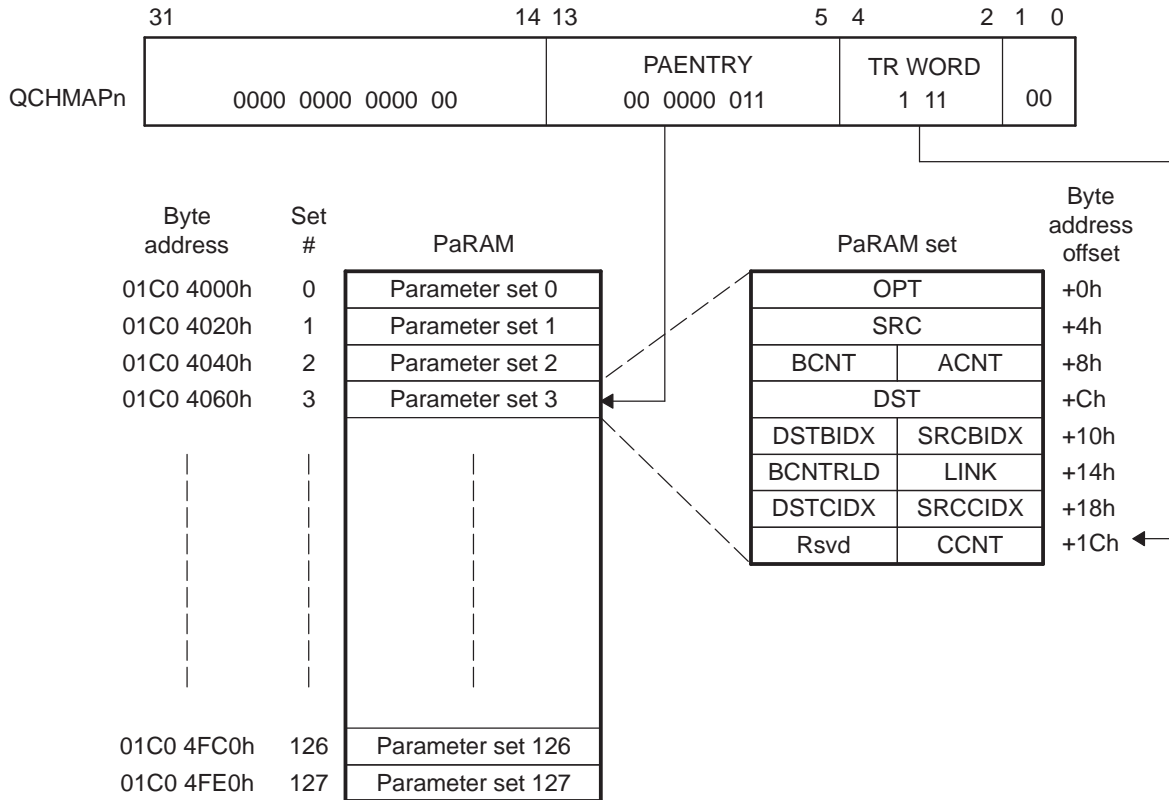 31 14 13 5 4 2 1 0
PAENTRY TR WORD
QCHMAPn 0000 0000 0000 00 00 0000 011 1 11 00
Byte address
Set #
PaRAM
PaRAM set
Byte address offset
01C0 4000h 0 Parameter set 0
01C0 4020h 1 Parameter set 1
01C0 4040h 2 Parameter set 2
01C0 4060h 3 Parameter set 3
OPT +0h
SRC +4h
BCNT ACNT +8h
DST +Ch
DSTBIDX SRCBIDX +10h
BCNTRLD LINK +14h
DSTCIDX SRCCIDX +18h
Rsvd CCNT +1Ch
01C0 4FC0h 126 Parameter set 126
01C0 4FE0h 127 Parameter set 127